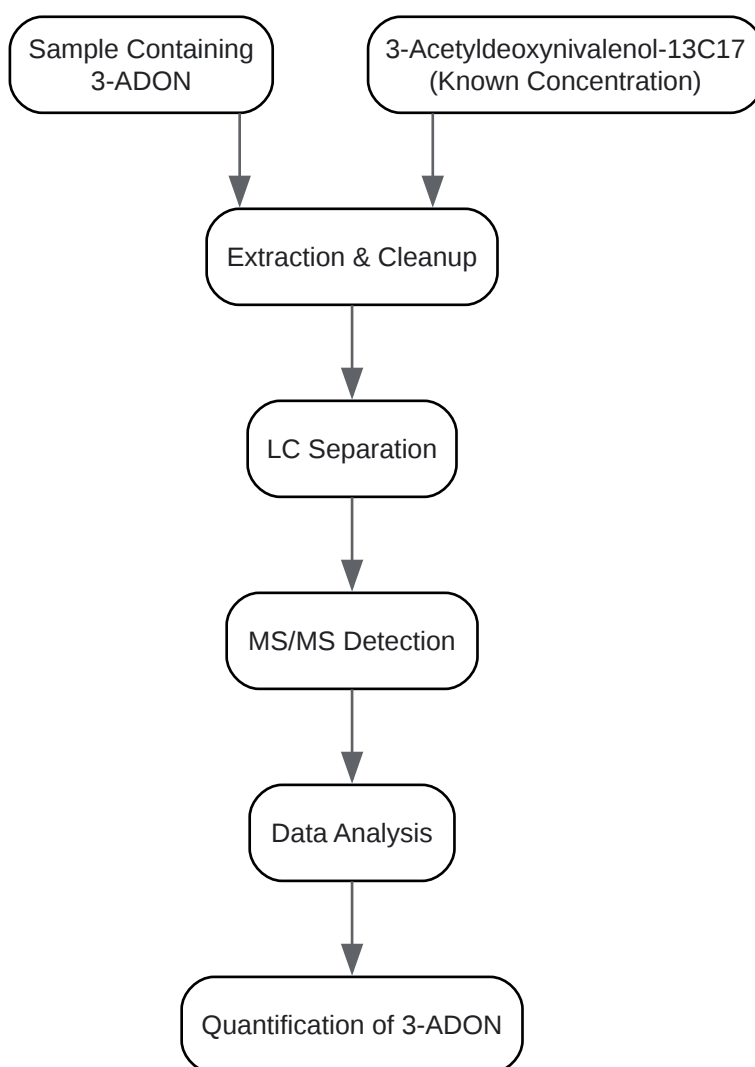 Sample Containing
3-ADON
3-Acetyldeoxynivalenol-13C17
(Known Concentration)
Extraction & Cleanup
LC Separation
MS/MS Detection
Data Analysis
Quantification of 3-ADON